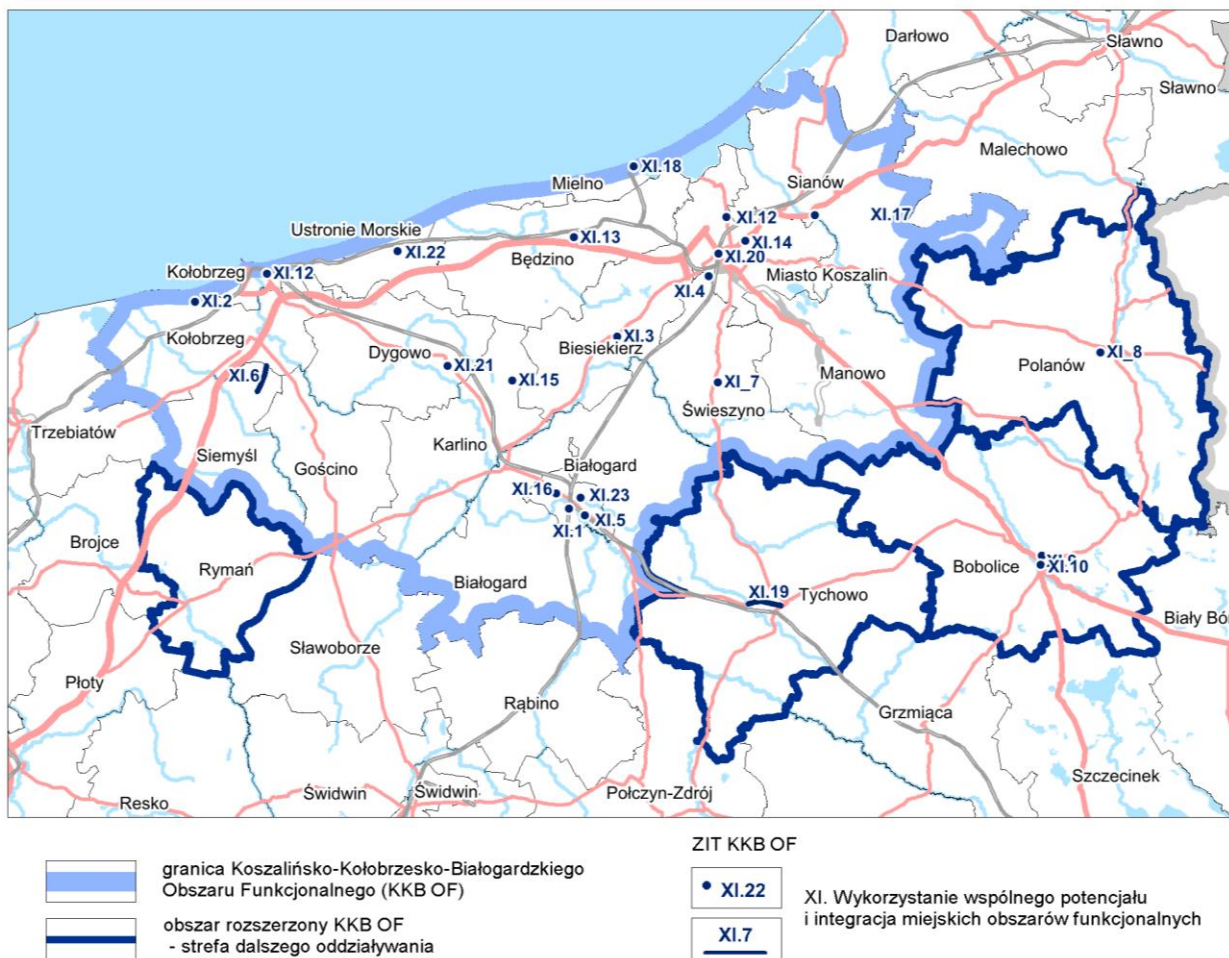 Darłowo
Sławno
Sławno
Malechowo
XI.18
Mielno
Sianów
XI.17
XI.12
Ustronie Morskie
XI.13
XI.14
XI.22
Będzino
XI.20
Kołobrzeg
XI.12
Miasto Koszalin
XI.4
XI.2
Kołobrzeg
XI.3
Dygowo
Biesiekierz
XI_8
XI.21
Polanów
XI.6
XI.15
XI_7
Manowo
Świeszyno
Trzebiatów
Karlino
Siemyśl
Gościno
Białogard
XI.16
XI.23
XI.5
XI.1
Brojce
Rymań
Białogard
Bobolice
XI.10
XI.19
Tychowo
Biały Bór
Sławoborze
Płoty
Rąbino
Grzmiąca
Szczecinek
Resko
Świdwin
Świdwin
Połczyn-Zdrój
granica Koszalińsko-Kołobrzesko-Białogardzkiego
Obszaru Funkcjonalnego (KKB OF)
obszar rozszerzony KKB OF
- strefa dalszego oddziaływania
ZIT KKB OF
XI.22
XI.7
XI. Wykorzystanie wspólnego potencjału
i integracja miejskich obszarów funkcjonalnych